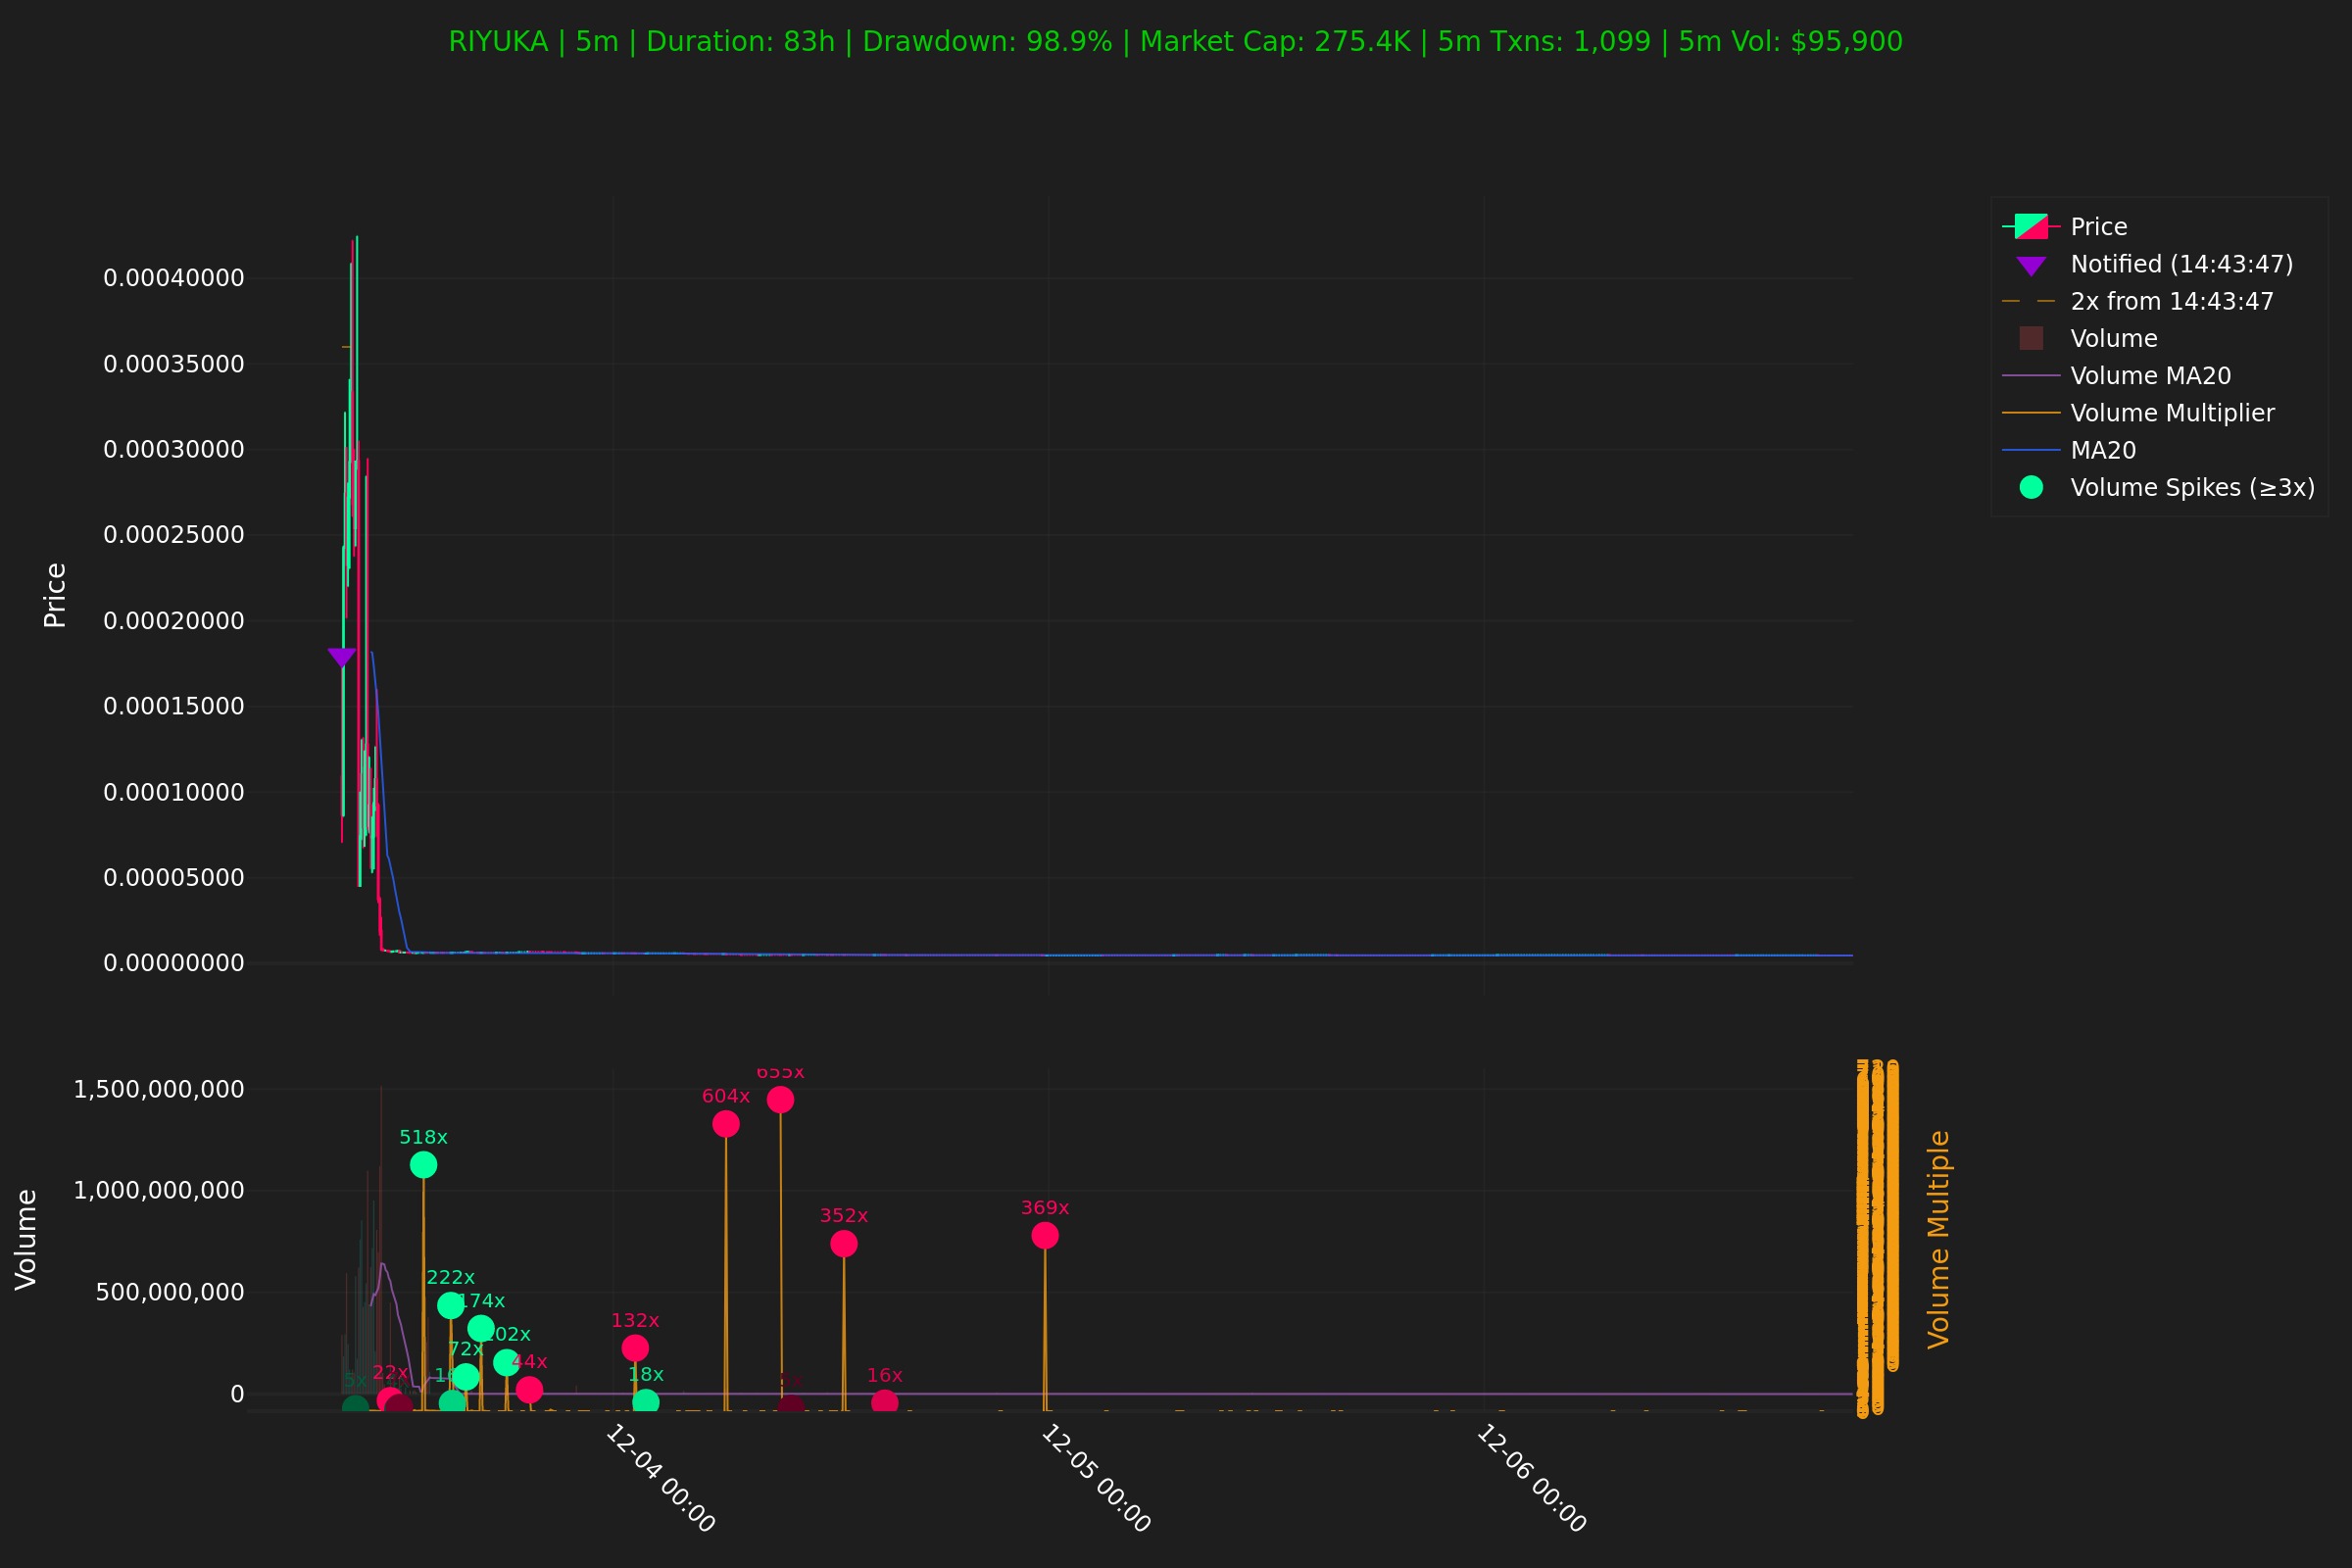 RIYUKA | 5m | Duration: 83h | Drawdown: 98.9% | Market Cap: 275.4K | 5m Txns: 1,099 | 5m Vol: $95,900
Price
0.00040000
0.00035000
0.00030000
0.00025000
0.00020000
0.00015000
0.00010000
0.00005000
0.00000000
Price
Notified (14:43:47)
2x from 14:43:47
Volume
Volume MA20
Volume Multiplier
MA20
Volume Spikes (≥3x)
Volume
1,500,000,000
1,000,000,000
500,000,000
0
655x
604x
518x
352x
369x
222x
174x
132x
72x
44x
22x
18x
16x
5x
Volume Multiple
12-04 00:00
12-05 00:00
12-06 00:00